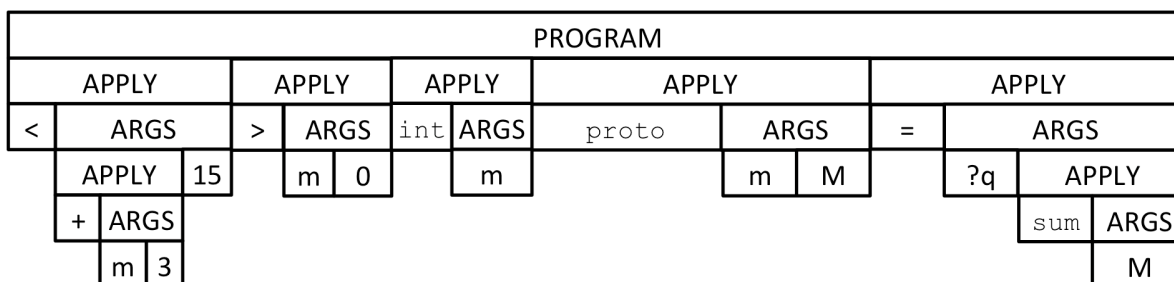 PROGRAM
APPLY APPLY APPLY APPLY APPLY
< ARGS > ARGS int ARGS proto ARGS = ARGS
APPLY 15 m 0 m m M ?q APPLY
+ ARGS sum ARGS
m 3 M